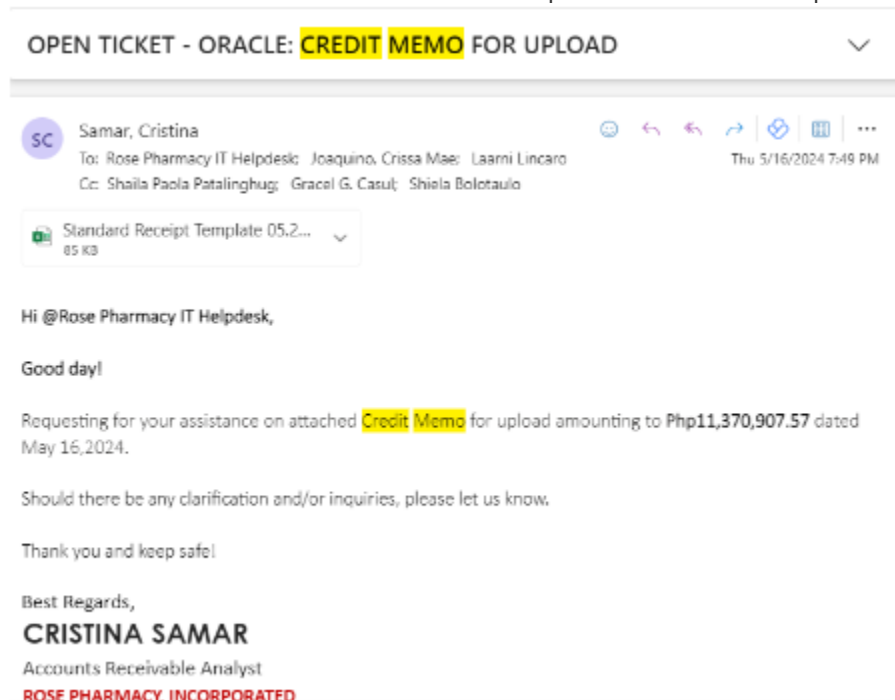 OPEN TICKET - ORACLE: CREDIT MEMO FOR UPLOAD
SC
Samar, Cristina
To: Rose Pharmacy IT Helpdesk; Joaquino, Crissa Mae; Laarni Lincaro
Thu 5/16/2024 7:49 PM
Cc: Shaila Paola Patalinghug; Gracel G. Casul; Shiela Bolotaulo
Standard Receipt Template 05.2...
85 KB
Hi @Rose Pharmacy IT Helpdesk,
Good day!
Requesting for your assistance on attached Credit Memo for upload amounting to Php11,370,907.57 dated
May 16,2024.
Should there be any clarification and/or inquiries, please let us know.
Thank you and keep safe!
Best Regards,
CRISTINA SAMAR
Accounts Receivable Analyst
ROSE PHARMACY, INCORPORATED